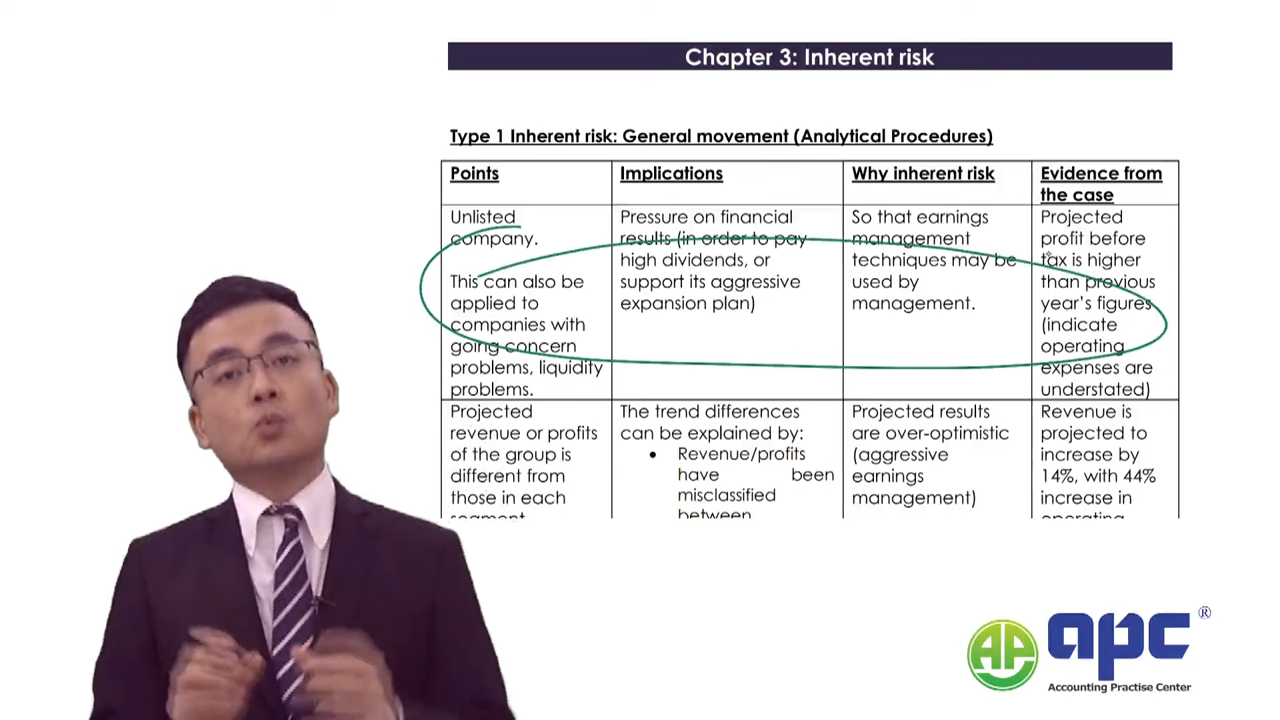 Chapter 3: Inherent risk
Type 1 Inherent risk: General movement (Analytical Procedures)
Points
Implications
Why inherent risk
Evidence from
the case
Unlisted
company.
This can also be
applied to
companies with
going concern
problems, liquidity
problems.
Pressure on financial
results (in order to pay
high dividends, or
support its aggressive
expansion plan)
So that earnings
management
techniques may be
used by
management.
Projected
profit before
tax is higher
than previous
year's figures
(indicate
operating
expenses are
understated)
Projected
revenue or profits
of the group is
different from
those in each
segment
The trend differences
can be explained by:
• Revenue/profits
have been
misclassified
between
Projected results
are over-optimistic
(aggressive
earnings
management)
Revenue is
projected to
increase by
14%, with 44%
increase in
operating
AP apc®
Accounting Practise Center